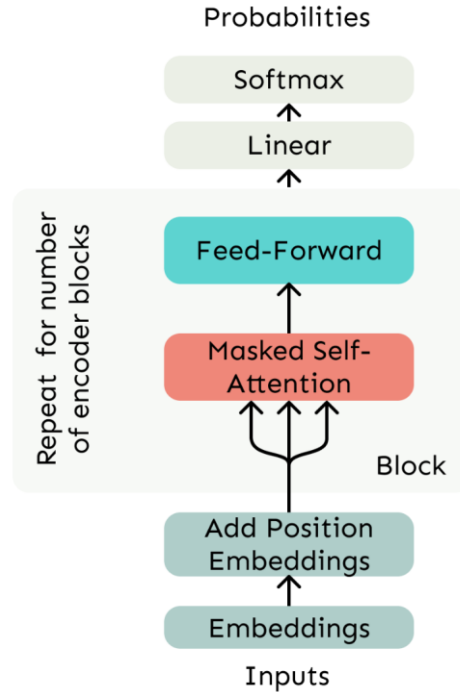 Probabilities
Softmax
Linear
Repeat for number
of encoder blocks
Feed-Forward
Masked Self-
Attention
Block
Add Position
Embeddings
Embeddings
Inputs